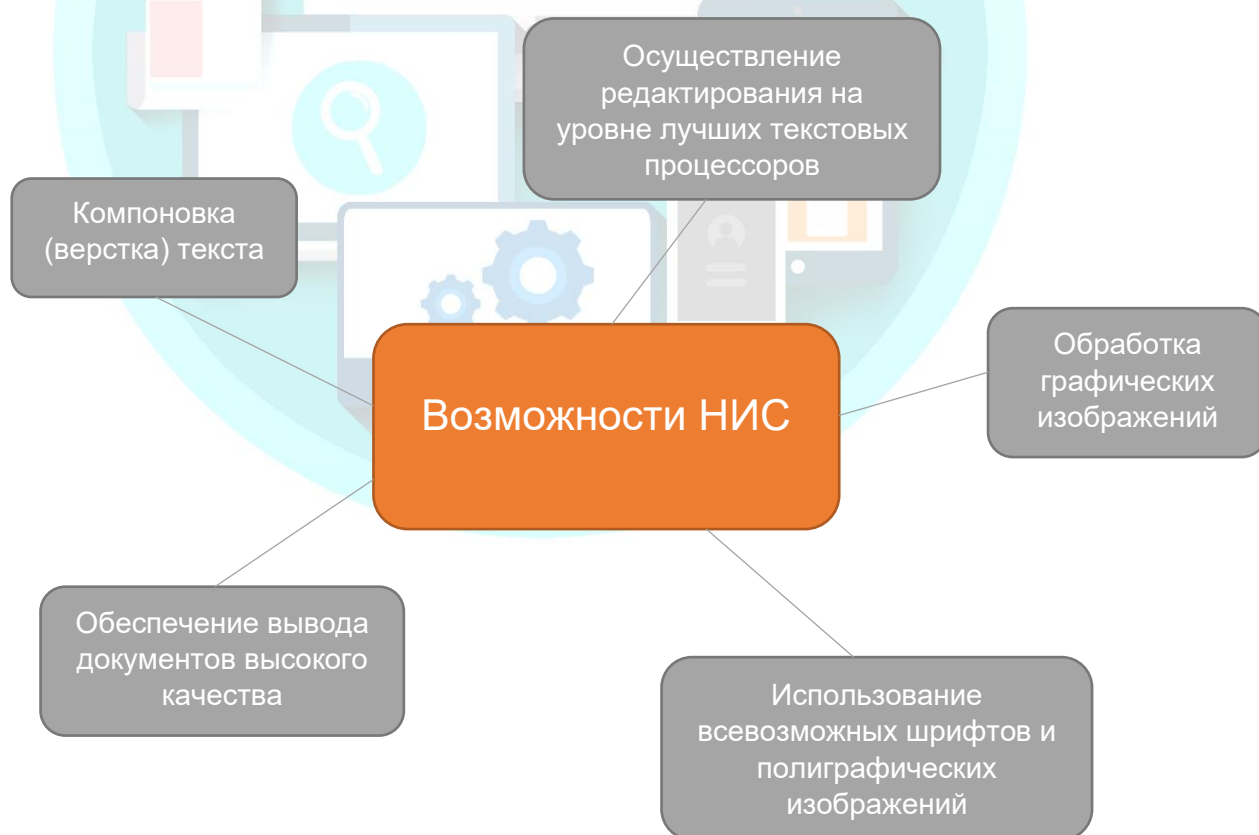 Осуществление
редактирования на
уровне лучших текстовых
процессоров
Компоновка
(верстка) текста
Обработка
графических
изображений
Возможности НИС
Обеспечение вывода
документов высокого
качества
Использование
всевозможных шрифтов и
полиграфических
изображений